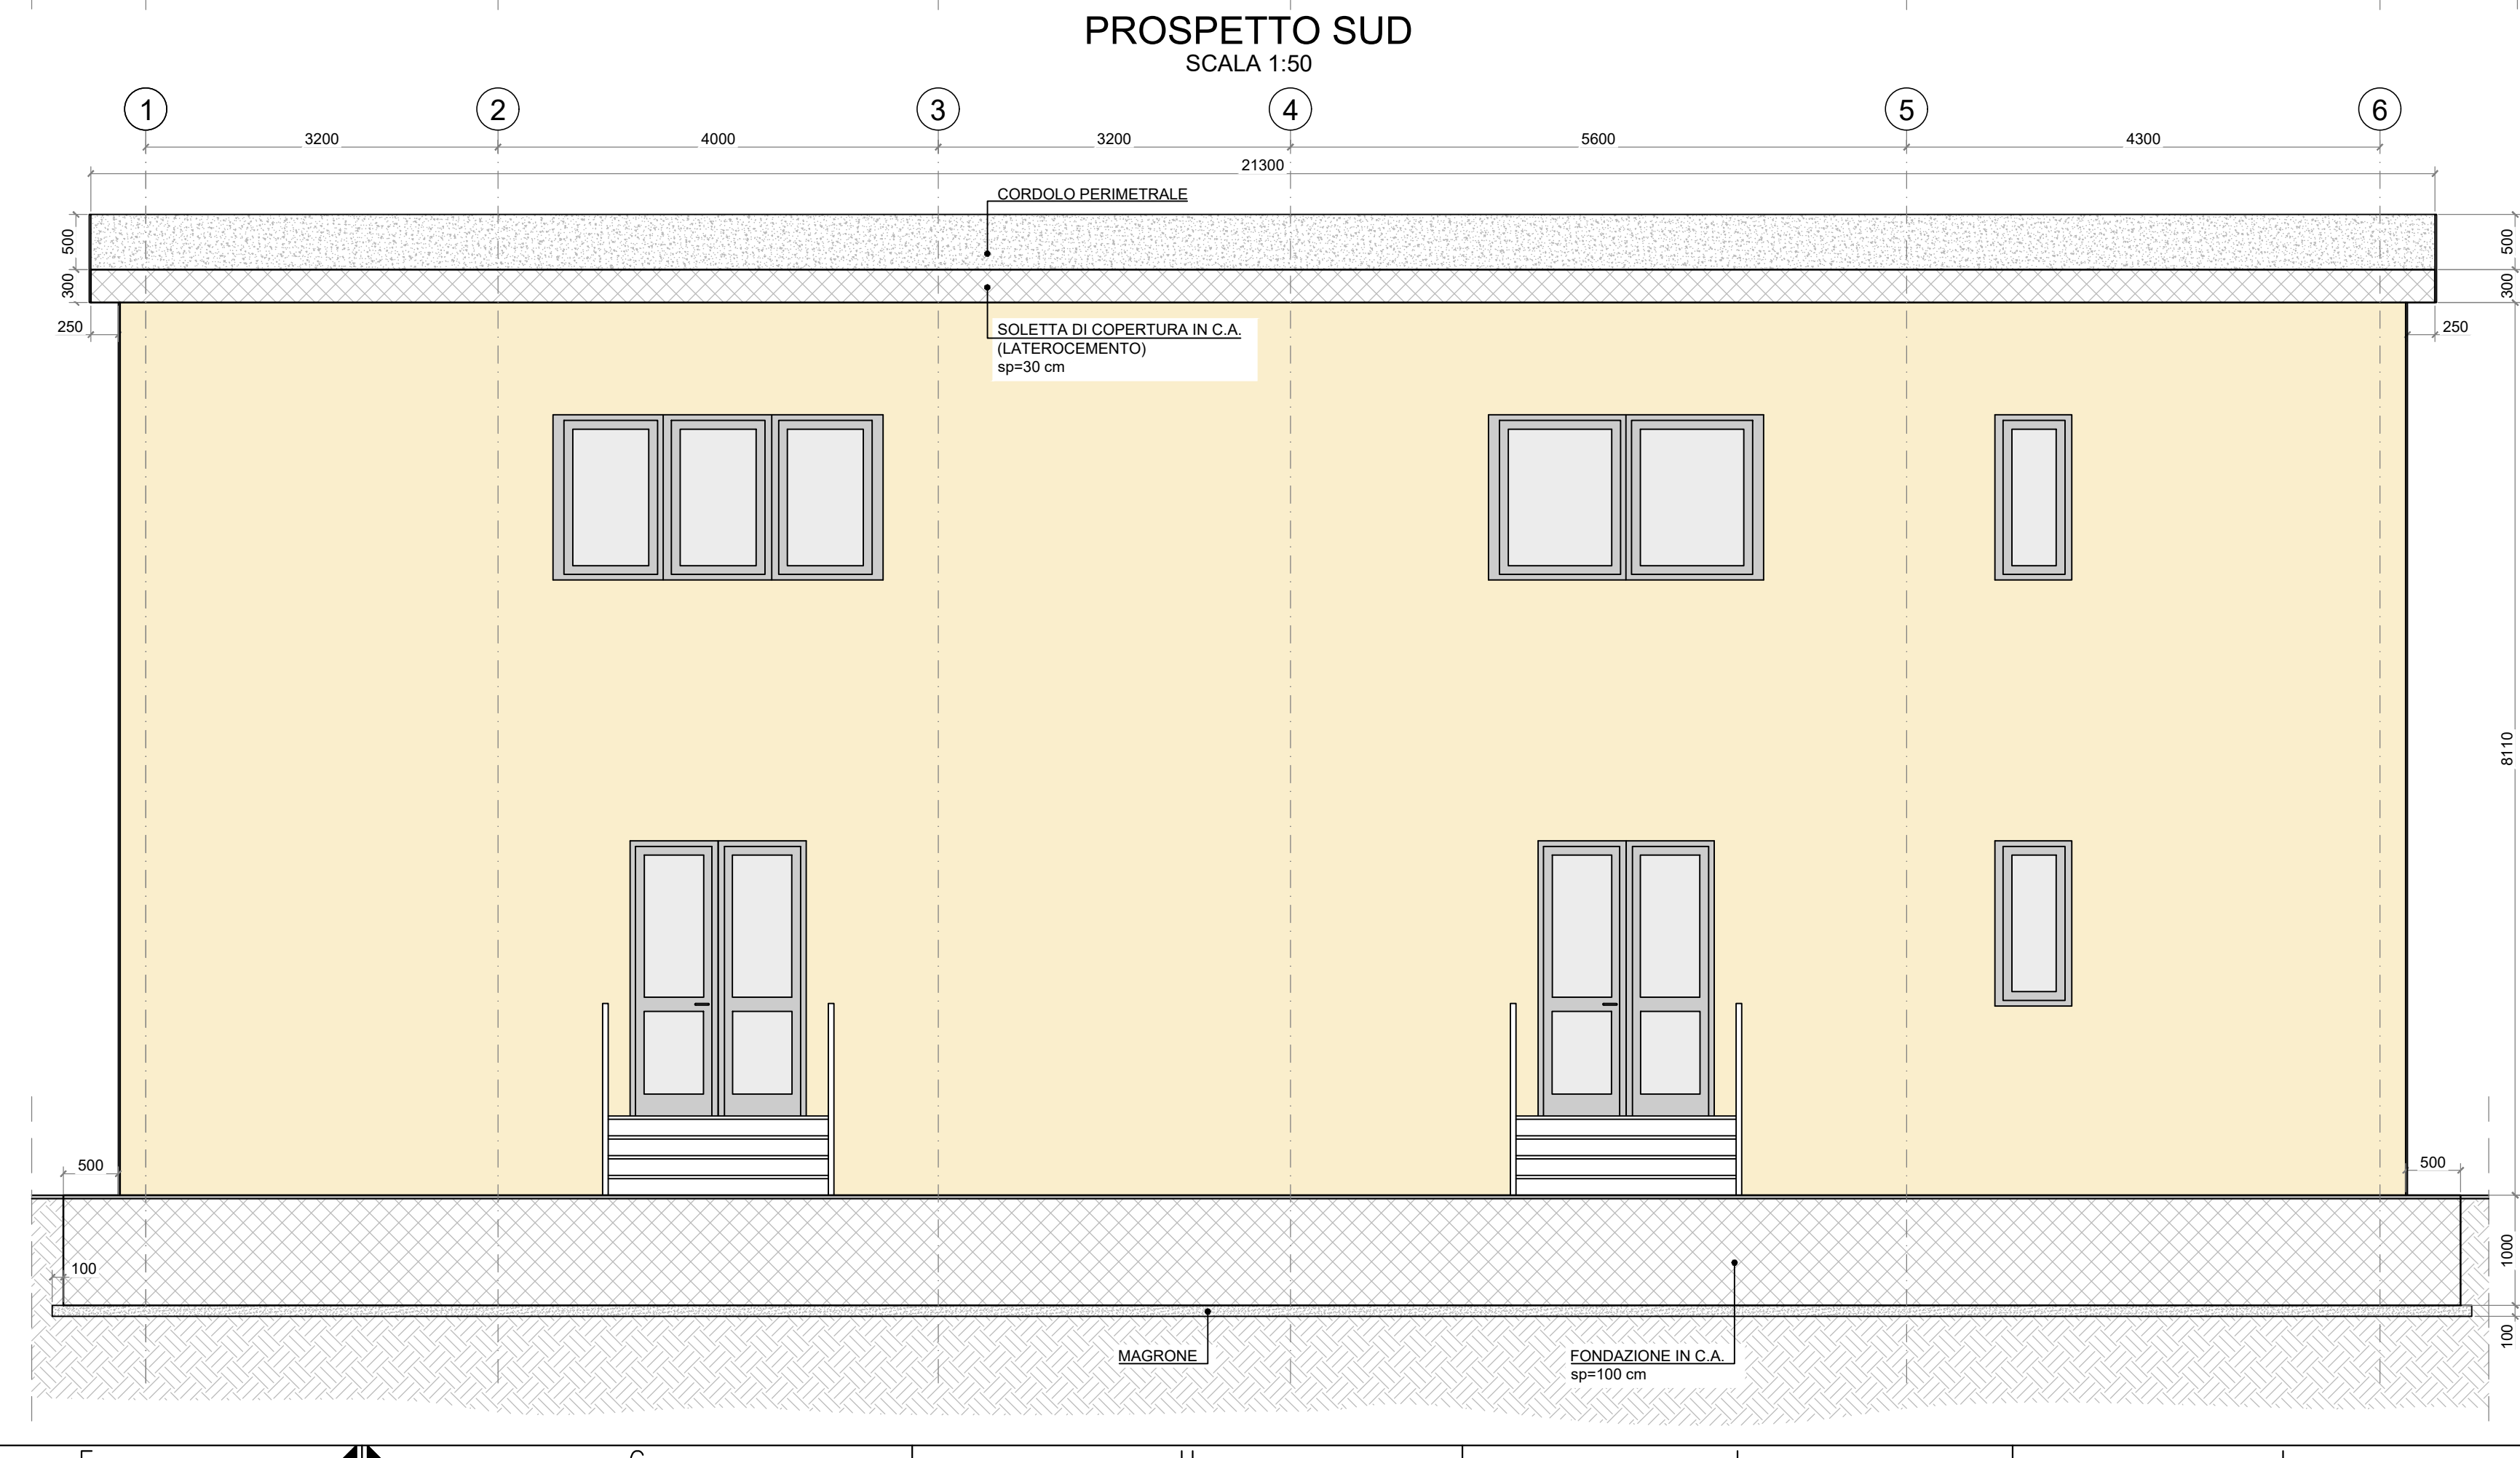 PROSPETTO SUD
SCALA 1:50
1 2 3 4 5 6
3200 4000 3200 5600 4300
21300
CORDOLO PERIMETRALE
500 500
300 300
250 250
SOLETTA DI COPERTURA IN C.A.
(LATEROCEMENTO)
sp=30 cm
8110
500 500
100 1000
MAGRONE
FONDAZIONE IN C.A.
sp=100 cm
100